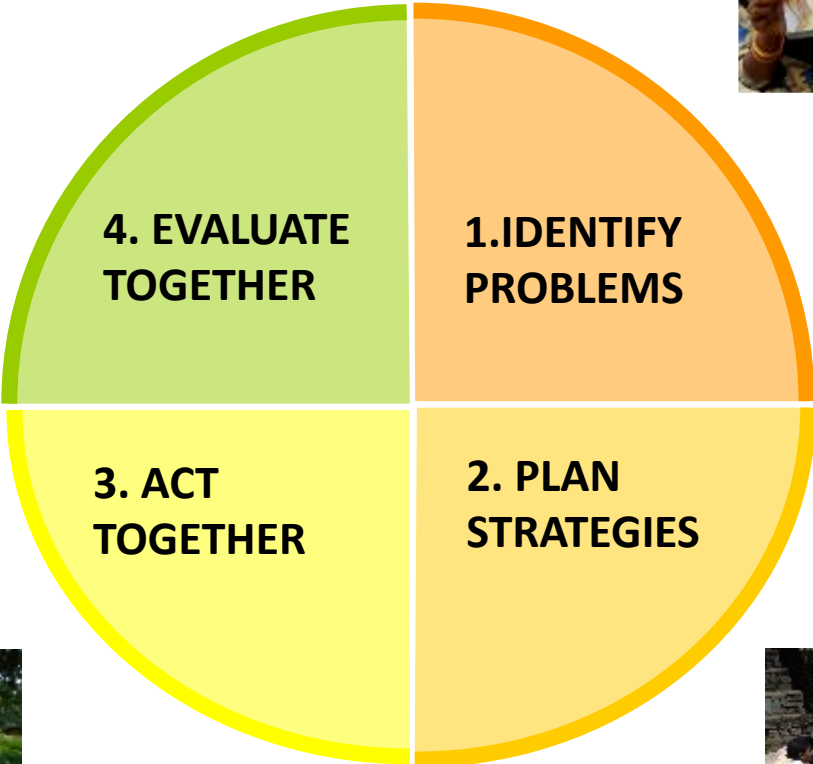 1.IDENTIFY
PROBLEMS
2. PLAN
STRATEGIES
3. ACT
TOGETHER
4. EVALUATE
TOGETHER